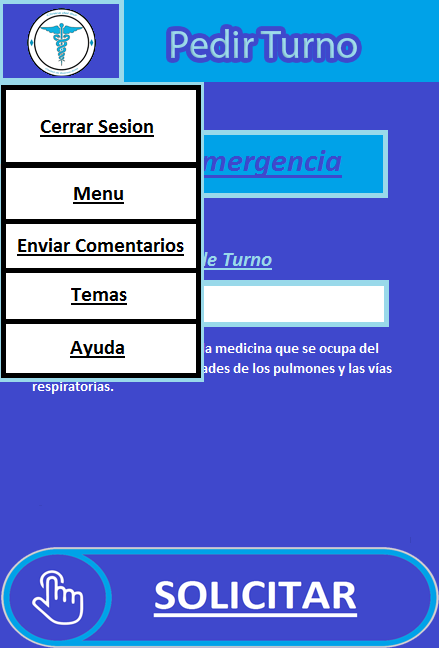 Pedir Turno
Cerrar Sesion
mergencia
Menu
Enviar Comentarios
de Turno
Temas
Ayuda
a medicina que se ocupa del
ades de los pulmones y las vías
respiratorias.
SOLICITAR